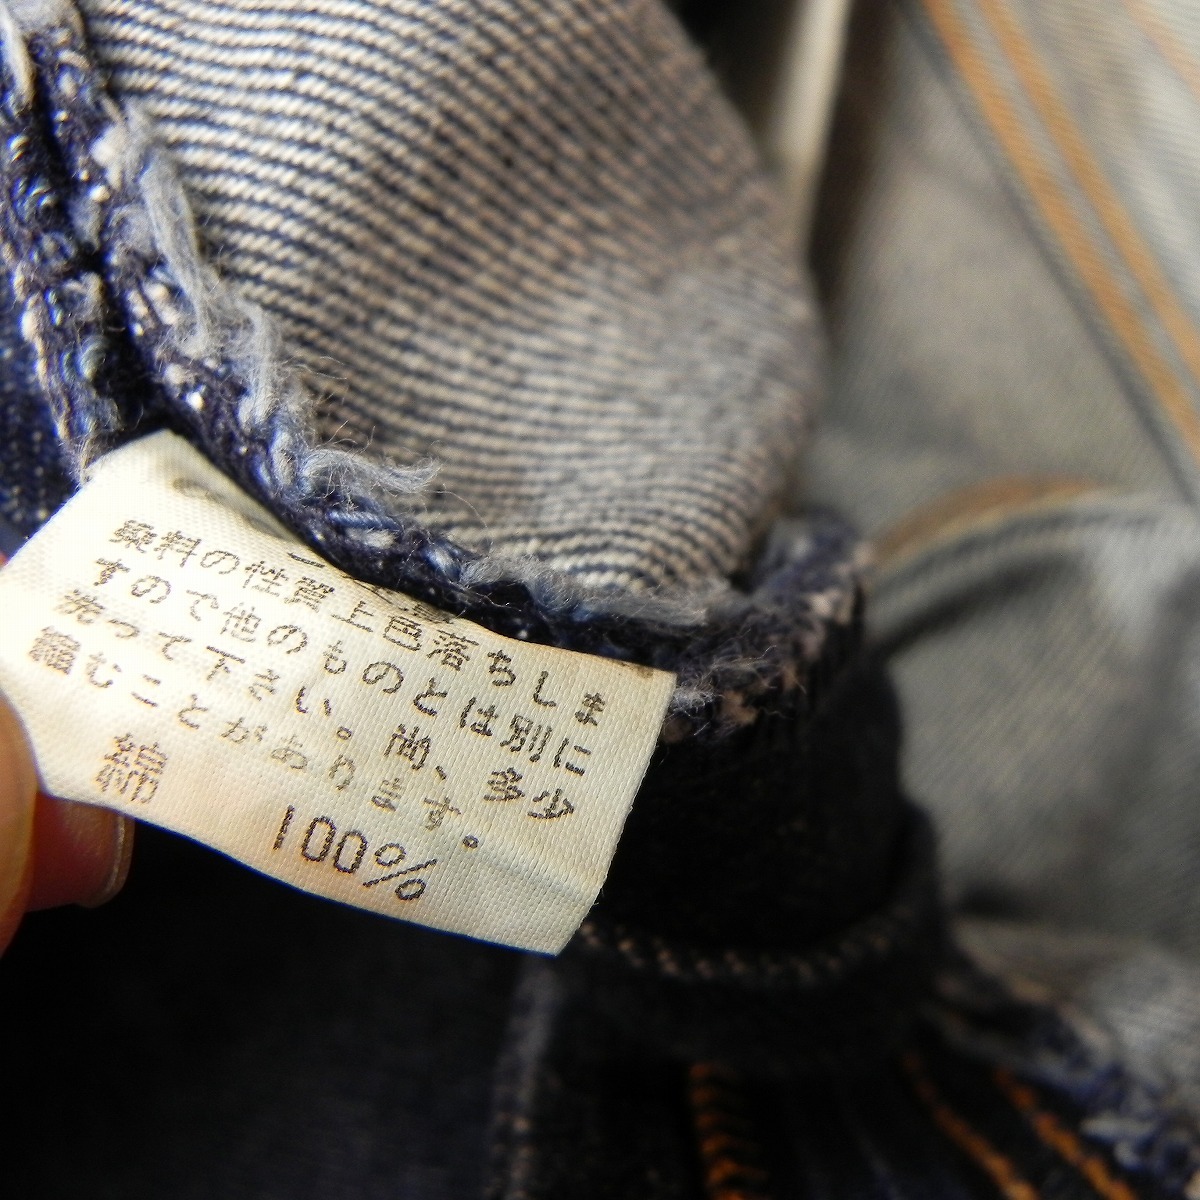 染料の性質上色落ちしま
すので他のものとは別に
洗って下さい。尚、多少
縮むことがあります。
綿 100%